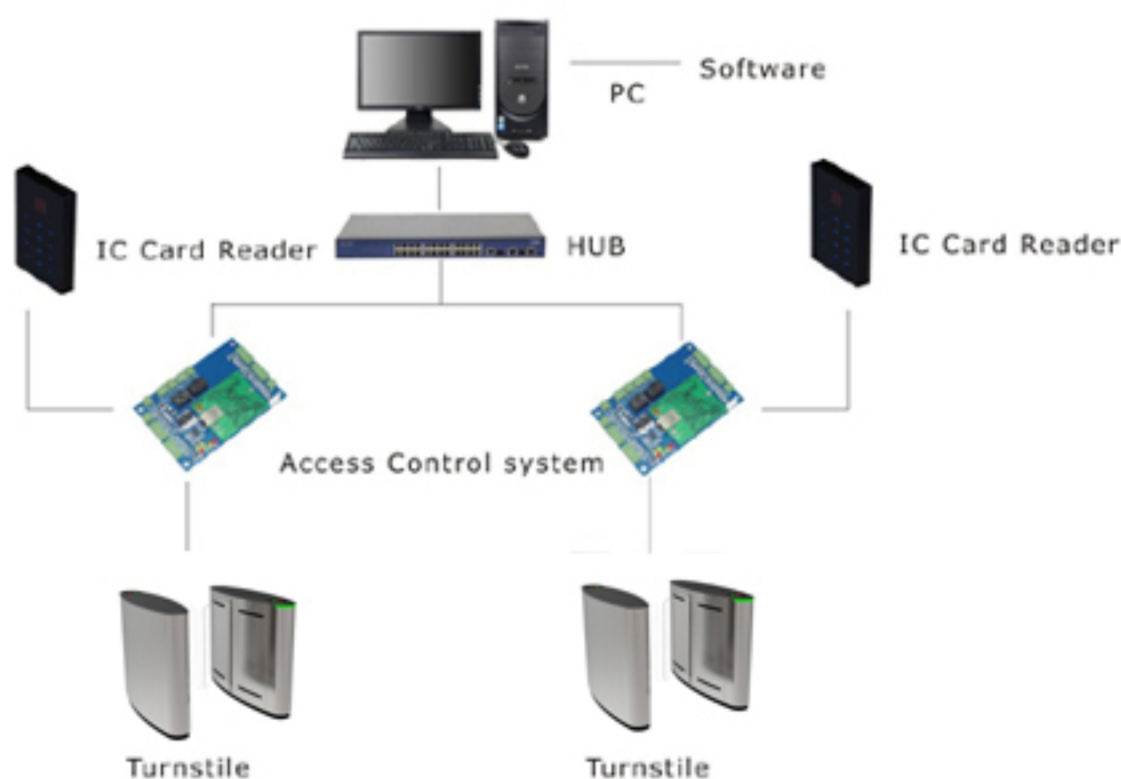 Software
PC
IC Card Reader
HUB
IC Card Reader
Access Control system
Turnstile
Turnstile